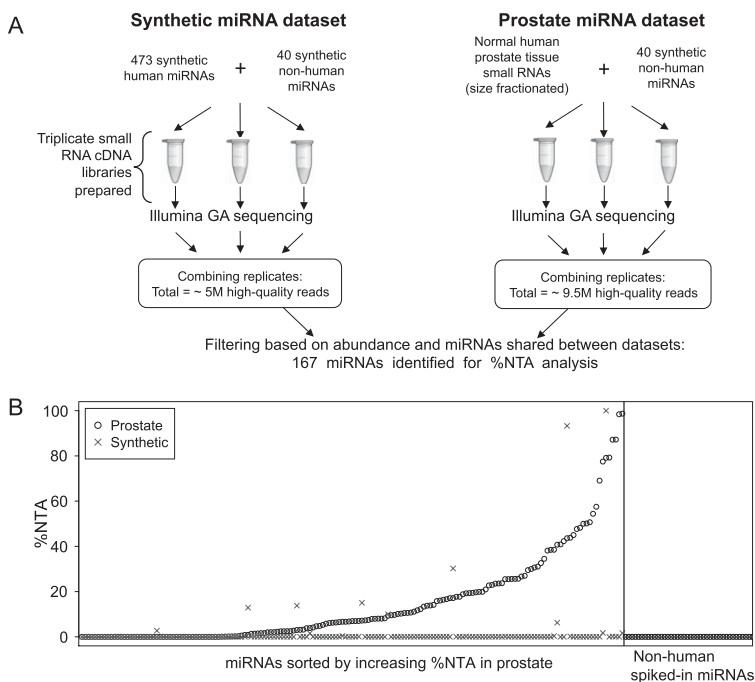 A
Synthetic miRNA dataset
473 synthetic
human miRNAs
+
40 synthetic
non-human
miRNAs
Triplicate small
RNA cDNA
libraries
prepared
Illumina GA sequencing
Combining replicates:
Total = ~ 5M high-quality reads
Prostate miRNA dataset
Normal human
prostate tissue
small RNAs
(size fractionated)
+
40 synthetic
non-human
miRNAs
Illumina GA sequencing
Combining replicates:
Total = ~ 9.5M high-quality reads
Filtering based on abundance and miRNAs shared between datasets:
167 miRNAs identified for %NTA analysis
B
Prostate
Synthetic
%NTA
100
80
60
40
20
0
miRNAs sorted by increasing %NTA in prostate
Non-human
spiked-in miRNAs